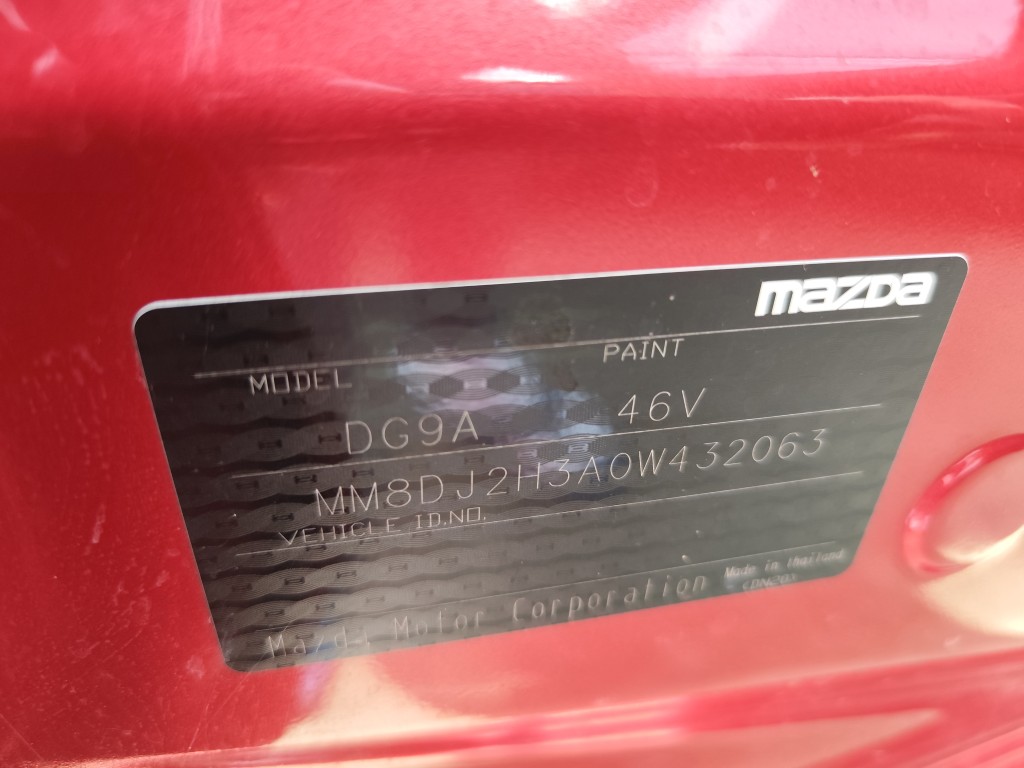 mazda
MODEL PAINT
DG9A 46V
MM8DJ2H3A0W432063
VEHICLE ID.NO.
Mazda Motor Corporation Made in thailand